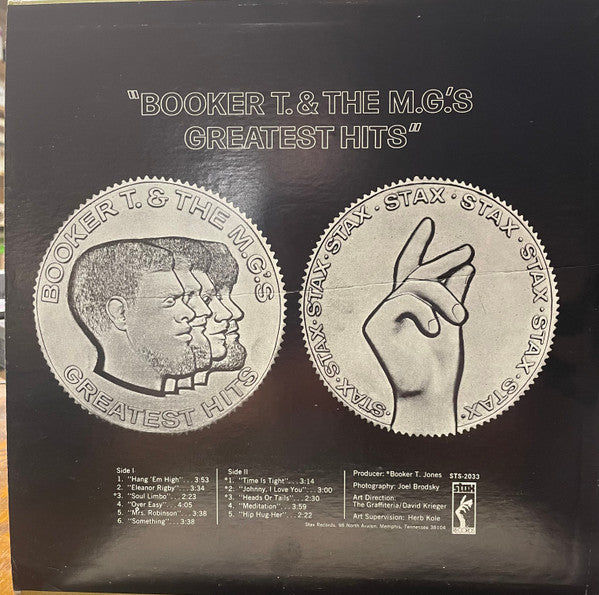 "BOOKER T. & THE M.G.'S
GREATEST HITS"
BOOKER T. & THE M.G.'S
GREATEST HITS
STAX · STAX · STAX · STAX · STAX · STAX · STAX · STAX
Side I
1. "Hang 'Em High" . . . 3:53
2. "Eleanor Rigby" . . . 3:34
*3. "Soul Limbo" . . . 2:23
*4. "Over Easy" . . . 4:05
5. "Mrs. Robinson" . . . 3:38
6. "Something" . . . 3:38
Side II
*1. "Time Is Tight" . . . 3:14
*2. "Johnny, I Love You" . . . 3:00
*3. "Heads Or Tails" . . . 2:30
4. "Meditation" . . . 3:59
*5. "Hip Hug-Her" . . . 2:22
Producer: *Booker T. Jones
Photography: Joel Brodsky
Art Direction:
The Graffiteria/David Krieger
Art Supervision: Herb Kole
STS-2033
STAX
RECORDS
Stax Records, 98 North Avalon, Memphis, Tennessee 38104